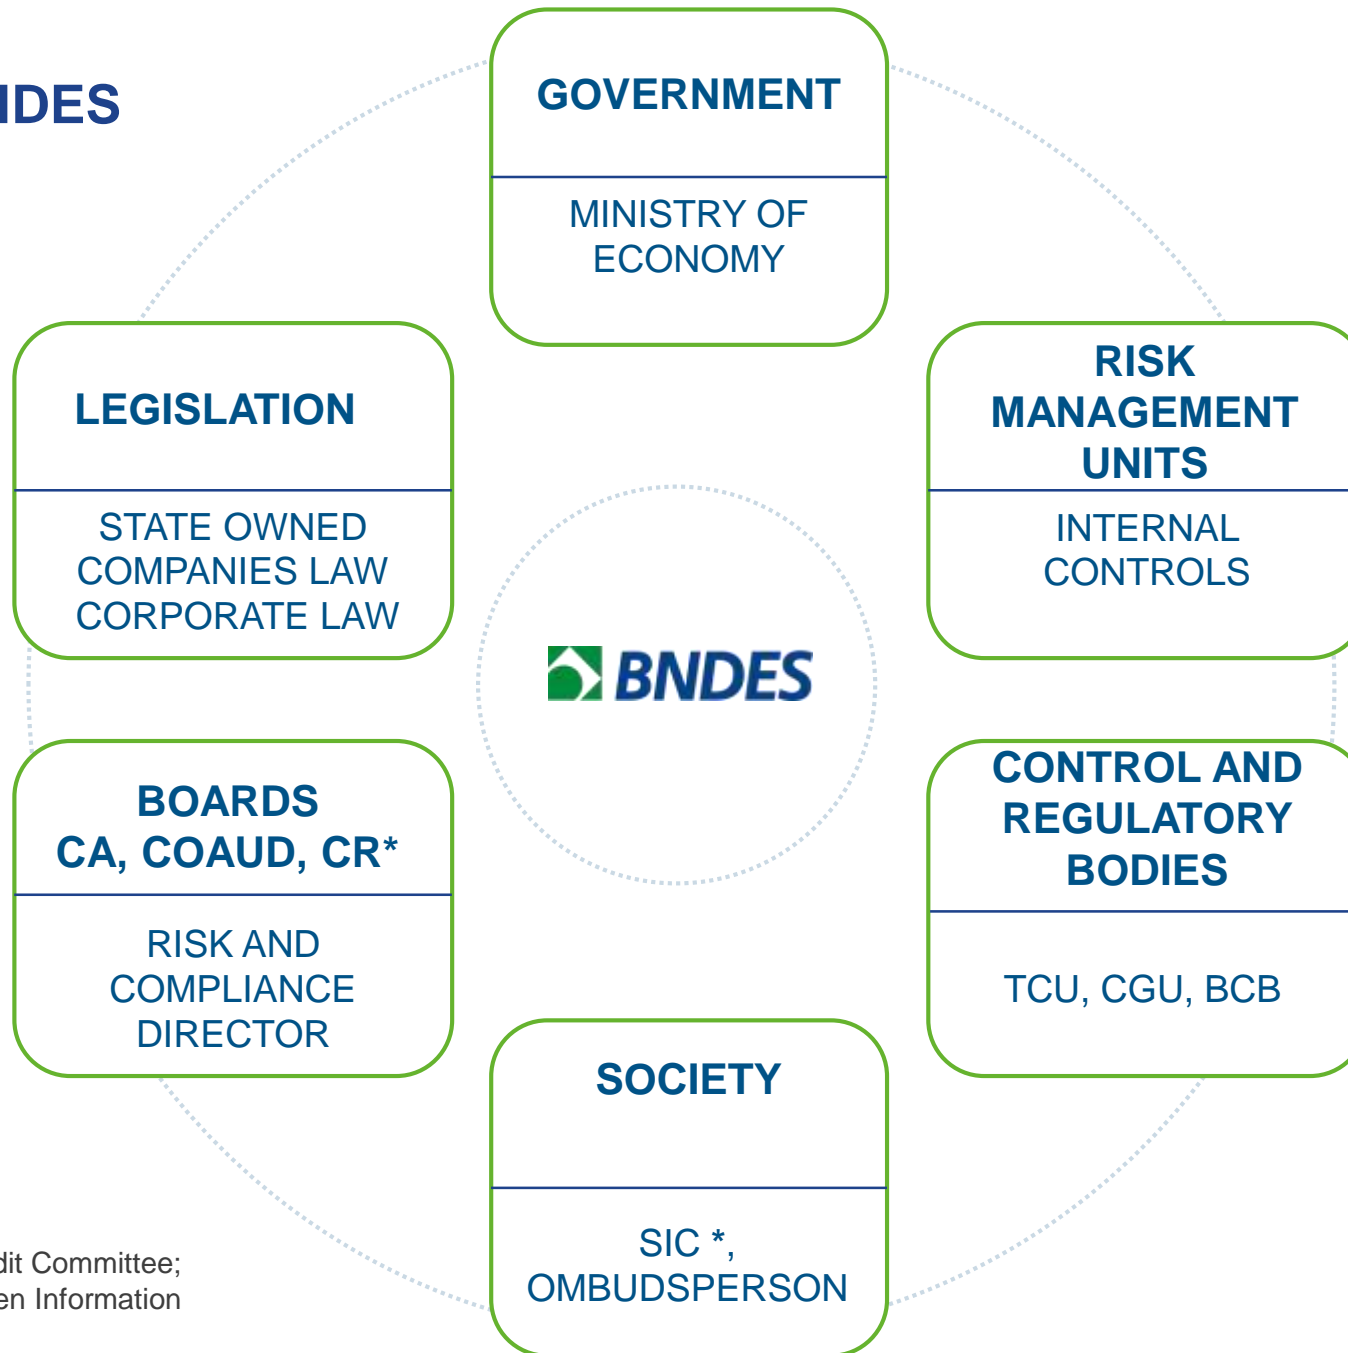 NDES
GOVERNMENT
MINISTRY OF
ECONOMY
LEGISLATION
STATE OWNED
COMPANIES LAW
CORPORATE LAW
RISK
MANAGEMENT
UNITS
INTERNAL
CONTROLS
BNDES
BOARDS
CA, COAUD, CR*
RISK AND
COMPLIANCE
DIRECTOR
CONTROL AND
REGULATORY
BODIES
TCU, CGU, BCB
SOCIETY
SIC *,
OMBUDSPERSON
dit Committee;
en Information